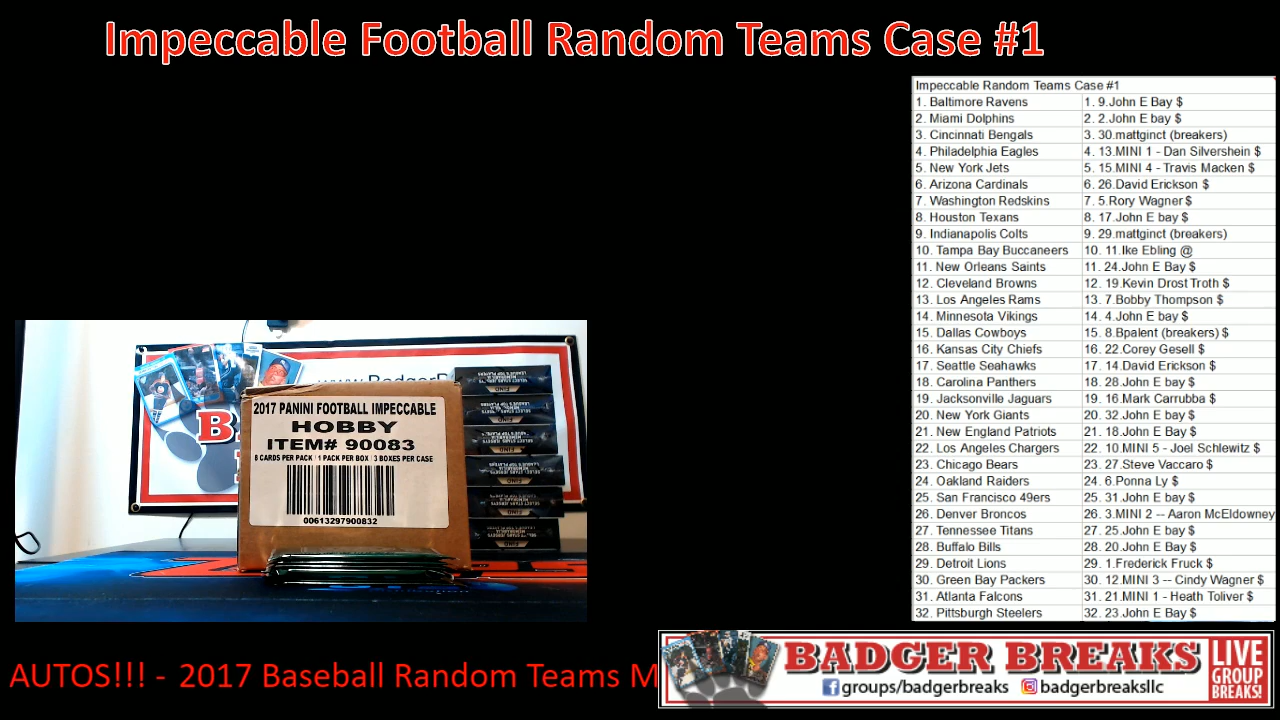 Impeccable Football Random Teams Case #1
Impeccable Random Teams Case #1
1. Baltimore Ravens 1. 9.John E Bay $
2. Miami Dolphins 2. 2.John E bay $
3. Cincinnati Bengals 3. 30.mattginct (breakers)
4. Philadelphia Eagles 4. 13.MINI 1 - Dan Silvershein $
5. New York Jets 5. 15.MINI 4 - Travis Macken $
6. Arizona Cardinals 6. 26.David Erickson $
7. Washington Redskins 7. 5.Rory Wagner $
8. Houston Texans 8. 17.John E bay $
9. Indianapolis Colts 9. 29.mattginct (breakers)
10. Tampa Bay Buccaneers 10. 11.Ike Ebling @
11. New Orleans Saints 11. 24.John E Bay $
12. Cleveland Browns 12. 19.Kevin Drost Troth $
13. Los Angeles Rams 13. 7.Bobby Thompson $
14. Minnesota Vikings 14. 4.John E bay $
15. Dallas Cowboys 15. 8.Bpalent (breakers) $
16. Kansas City Chiefs 16. 22.Corey Gesell $
17. Seattle Seahawks 17. 14.David Erickson $
18. Carolina Panthers 18. 28.John E bay $
19. Jacksonville Jaguars 19. 16.Mark Carrubba $
20. New York Giants 20. 32.John E bay $
21. New England Patriots 21. 18.John E Bay $
22. Los Angeles Chargers 22. 10.MINI 5 - Joel Schlewitz $
23. Chicago Bears 23. 27.Steve Vaccaro $
24. Oakland Raiders 24. 6.Ponna Ly $
25. San Francisco 49ers 25. 31.John E bay $
26. Denver Broncos 26. 3.MINI 2 -- Aaron McEldowney
27. Tennessee Titans 27. 25.John E bay $
28. Buffalo Bills 28. 20.John E Bay $
29. Detroit Lions 29. 1.Frederick Fruck $
30. Green Bay Packers 30. 12.MINI 3 -- Cindy Wagner $
31. Atlanta Falcons 31. 21.MINI 1 - Heath Toliver $
32. Pittsburgh Steelers 32. 23.John E Bay $
2017 PANINI FOOTBALL IMPECCABLE
HOBBY
ITEM# 90083
8 CARDS PER PACK / 1 PACK PER BOX / 3 BOXES PER CASE
00613297900832
AUTOS!!! - 2017 Baseball Random Teams M
BADGER BREAKS
groups/badgerbreaks badgerbreaksllc
LIVE
GROUP
BREAKS!